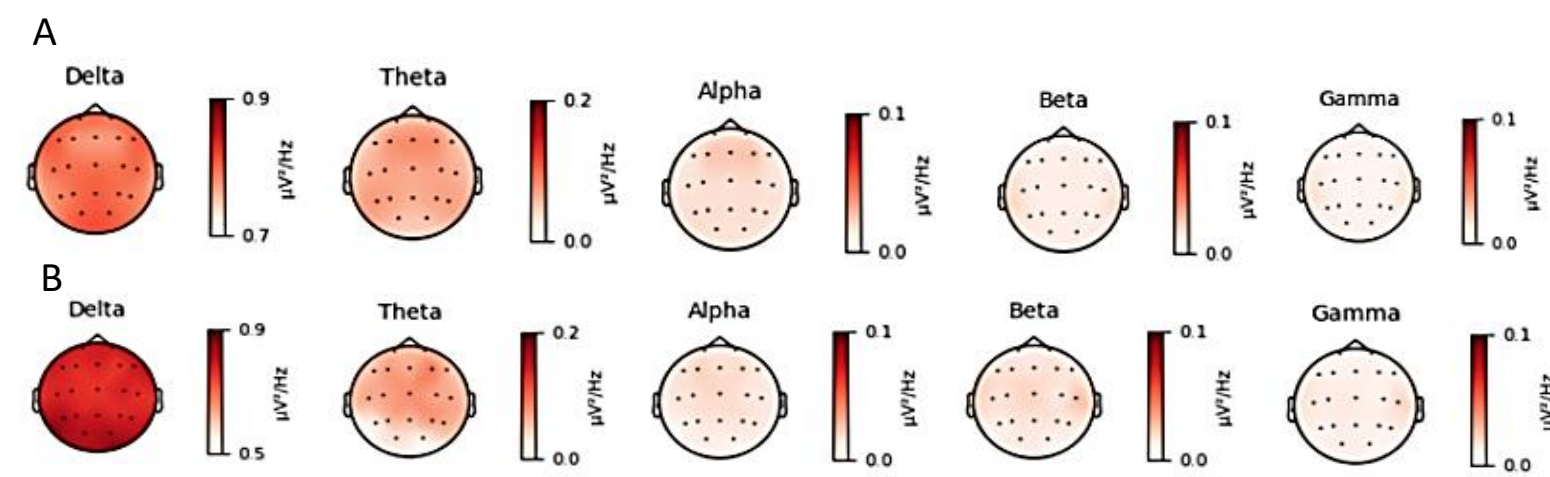 A
Delta
0.9
0.7
µV²/Hz
Theta
0.2
0.0
µV²/Hz
Alpha
0.1
0.0
µV²/Hz
Beta
0.1
0.0
µV²/Hz
Gamma
0.1
0.0
µV²/Hz
B
Delta
0.9
0.5
µV²/Hz
Theta
0.2
0.0
µV²/Hz
Alpha
0.1
0.0
µV²/Hz
Beta
0.1
0.0
µV²/Hz
Gamma
0.1
0.0
µV²/Hz